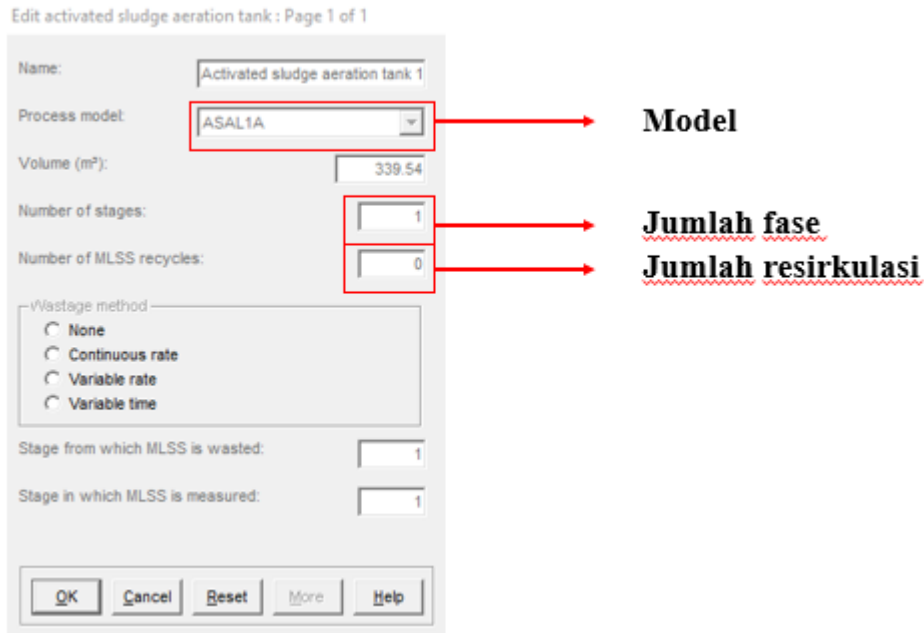 Edit activated sludge aeration tank : Page 1 of 1
Name: Activated sludge aeration tank 1
Process model: ASAL1A Model
Volume (m³): 339.54
Number of stages: 1 Jumlah fase
Number of MLSS recycles: 0 Jumlah resirkulasi
Wastage method
None
Continuous rate
Variable rate
Variable time
Stage from which MLSS is wasted: 1
Stage in which MLSS is measured: 1
OK Cancel Reset More Help